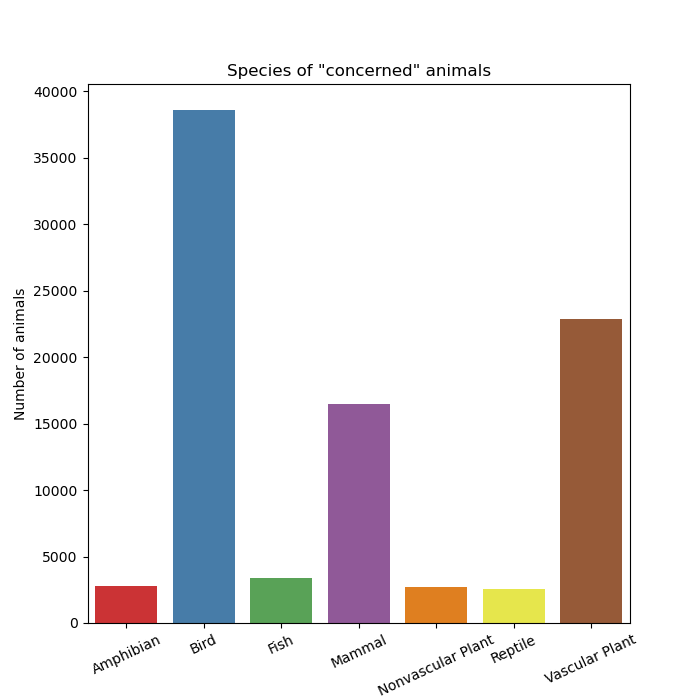 Species of "concerned" animals
Number of animals
40000
35000
30000
25000
20000
15000
10000
5000
0
Amphibian
Bird
Fish
Mammal
Nonvascular Plant
Reptile
Vascular Plant